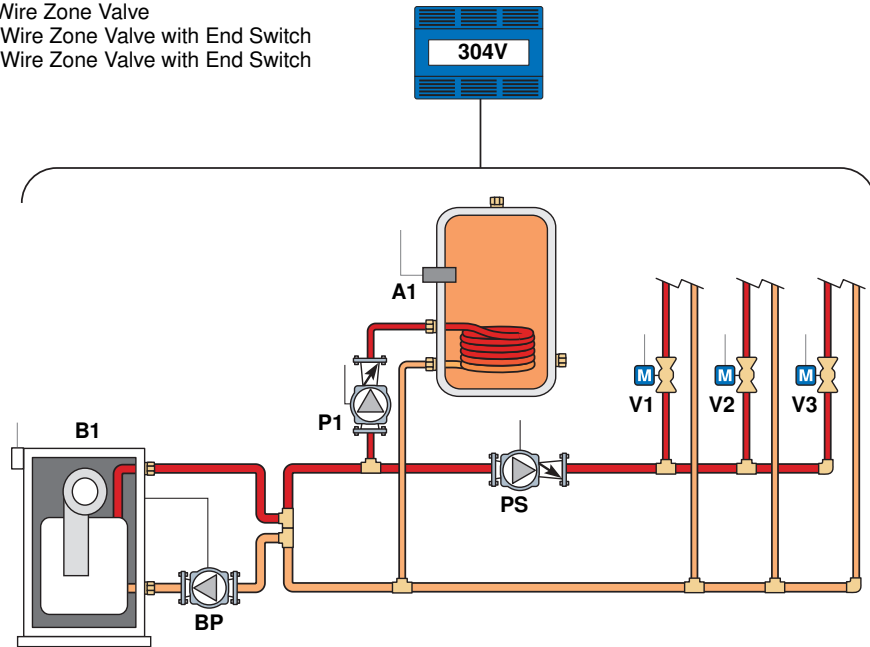 Wire Zone Valve
Wire Zone Valve with End Switch
Wire Zone Valve with End Switch
304V
A1
P1
M M M
V1 V2 V3
B1
PS
BP